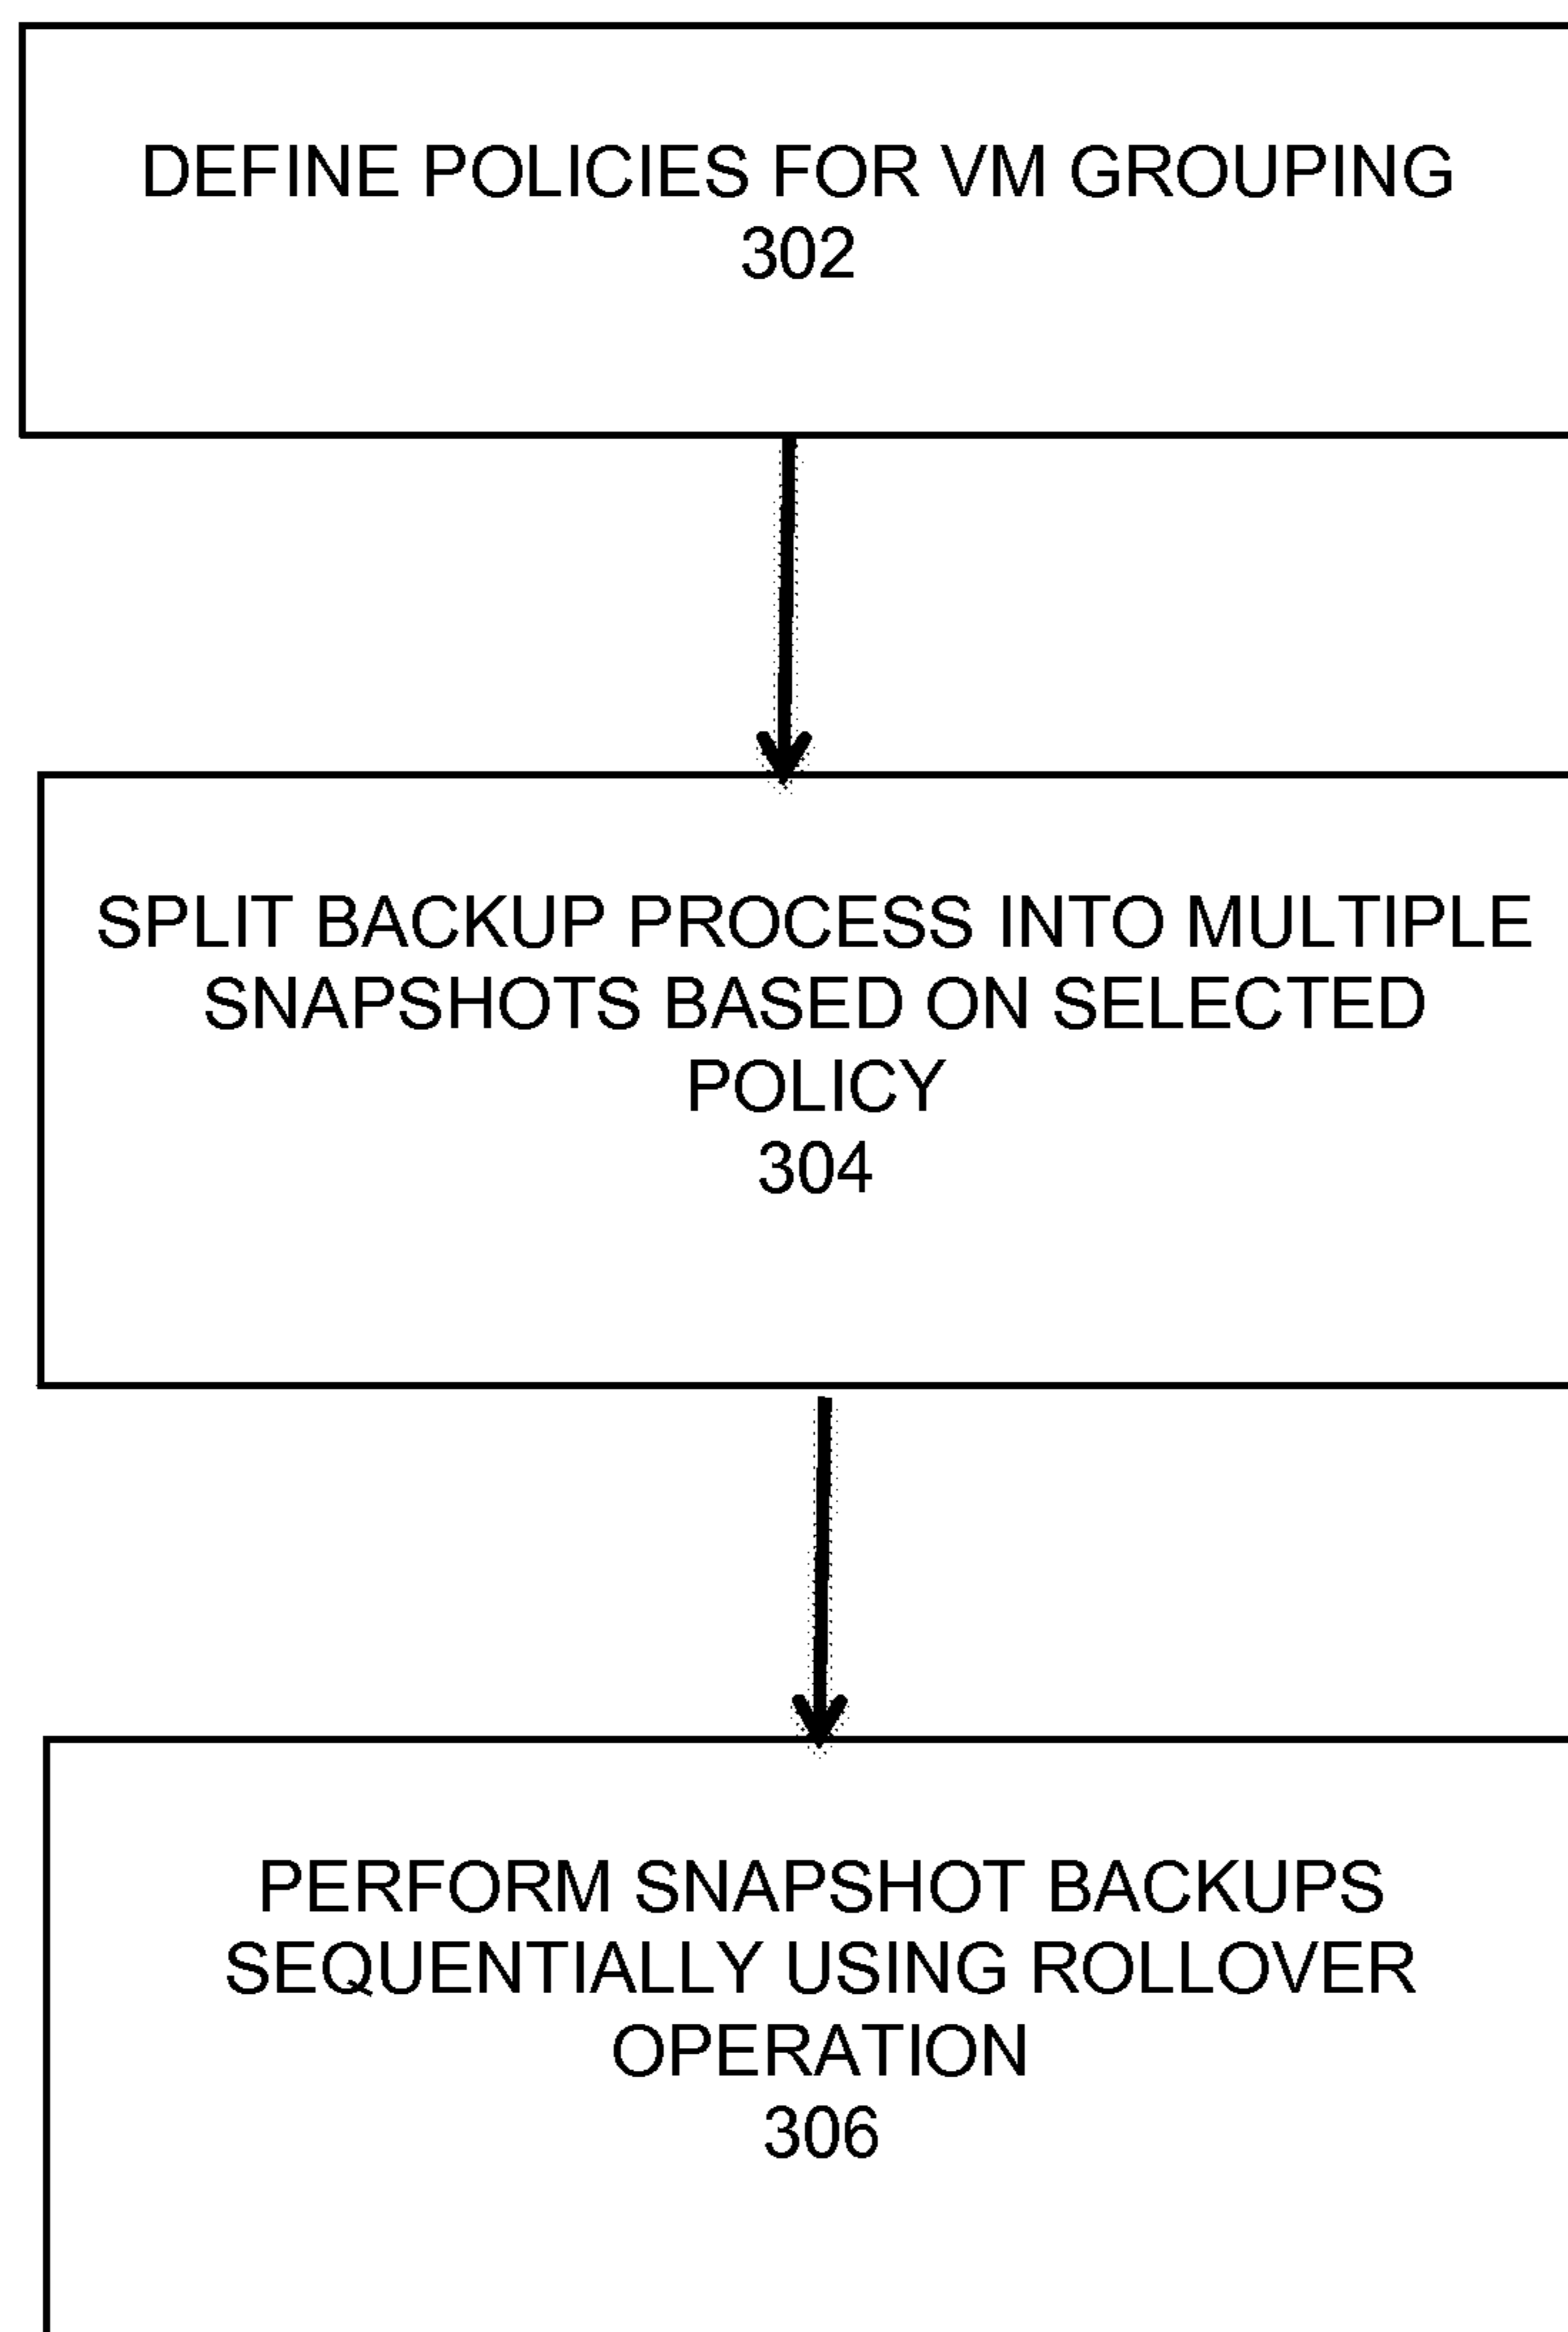 DEFINE POLICIES FOR VM GROUPING
302
SPLIT BACKUP PROCESS INTO MULTIPLE
SNAPSHOTS BASED ON SELECTED
POLICY
304
PERFORM SNAPSHOT BACKUPS
SEQUENTIALLY USING ROLLOVER
OPERATION
306